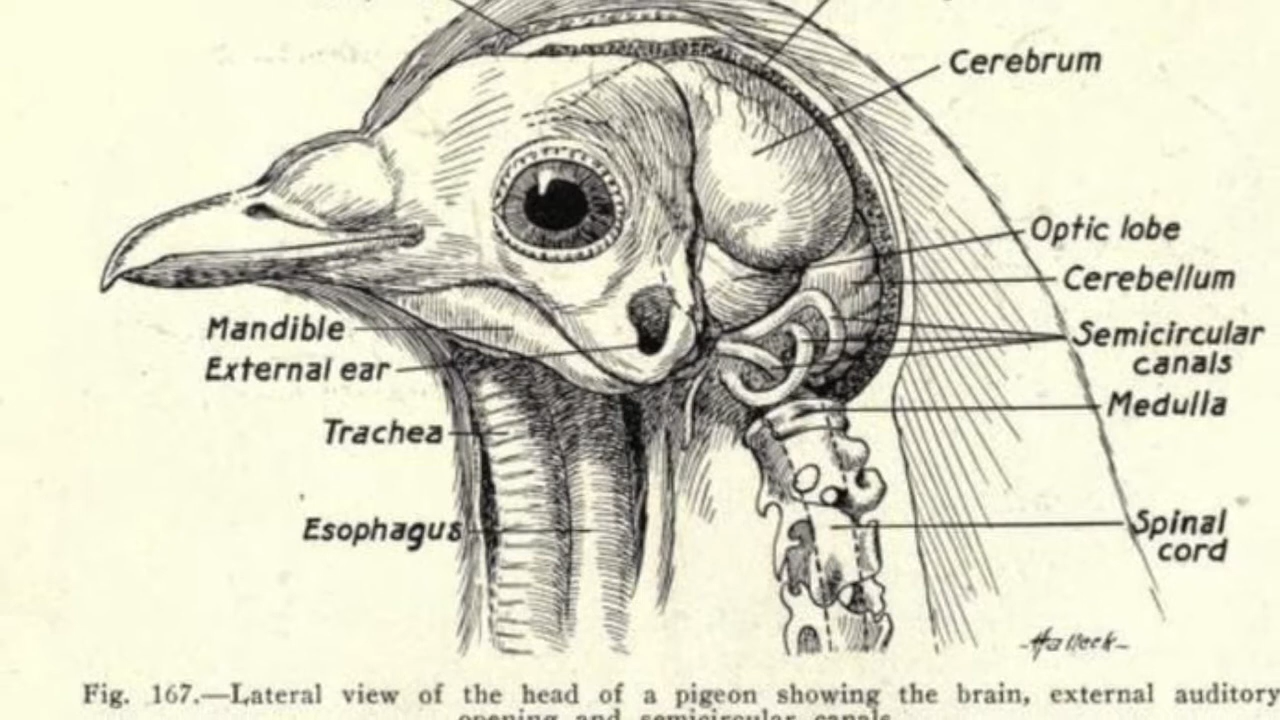 Cerebrum
Optic lobe
Cerebellum
Mandible
Semicircular
canals
External ear
Medulla
Trachea
Esophagus
Spinal
cord
-Halleck-
Fig. 167.—Lateral view of the head of a pigeon showing the brain, external auditory
opening and semicircular canals.